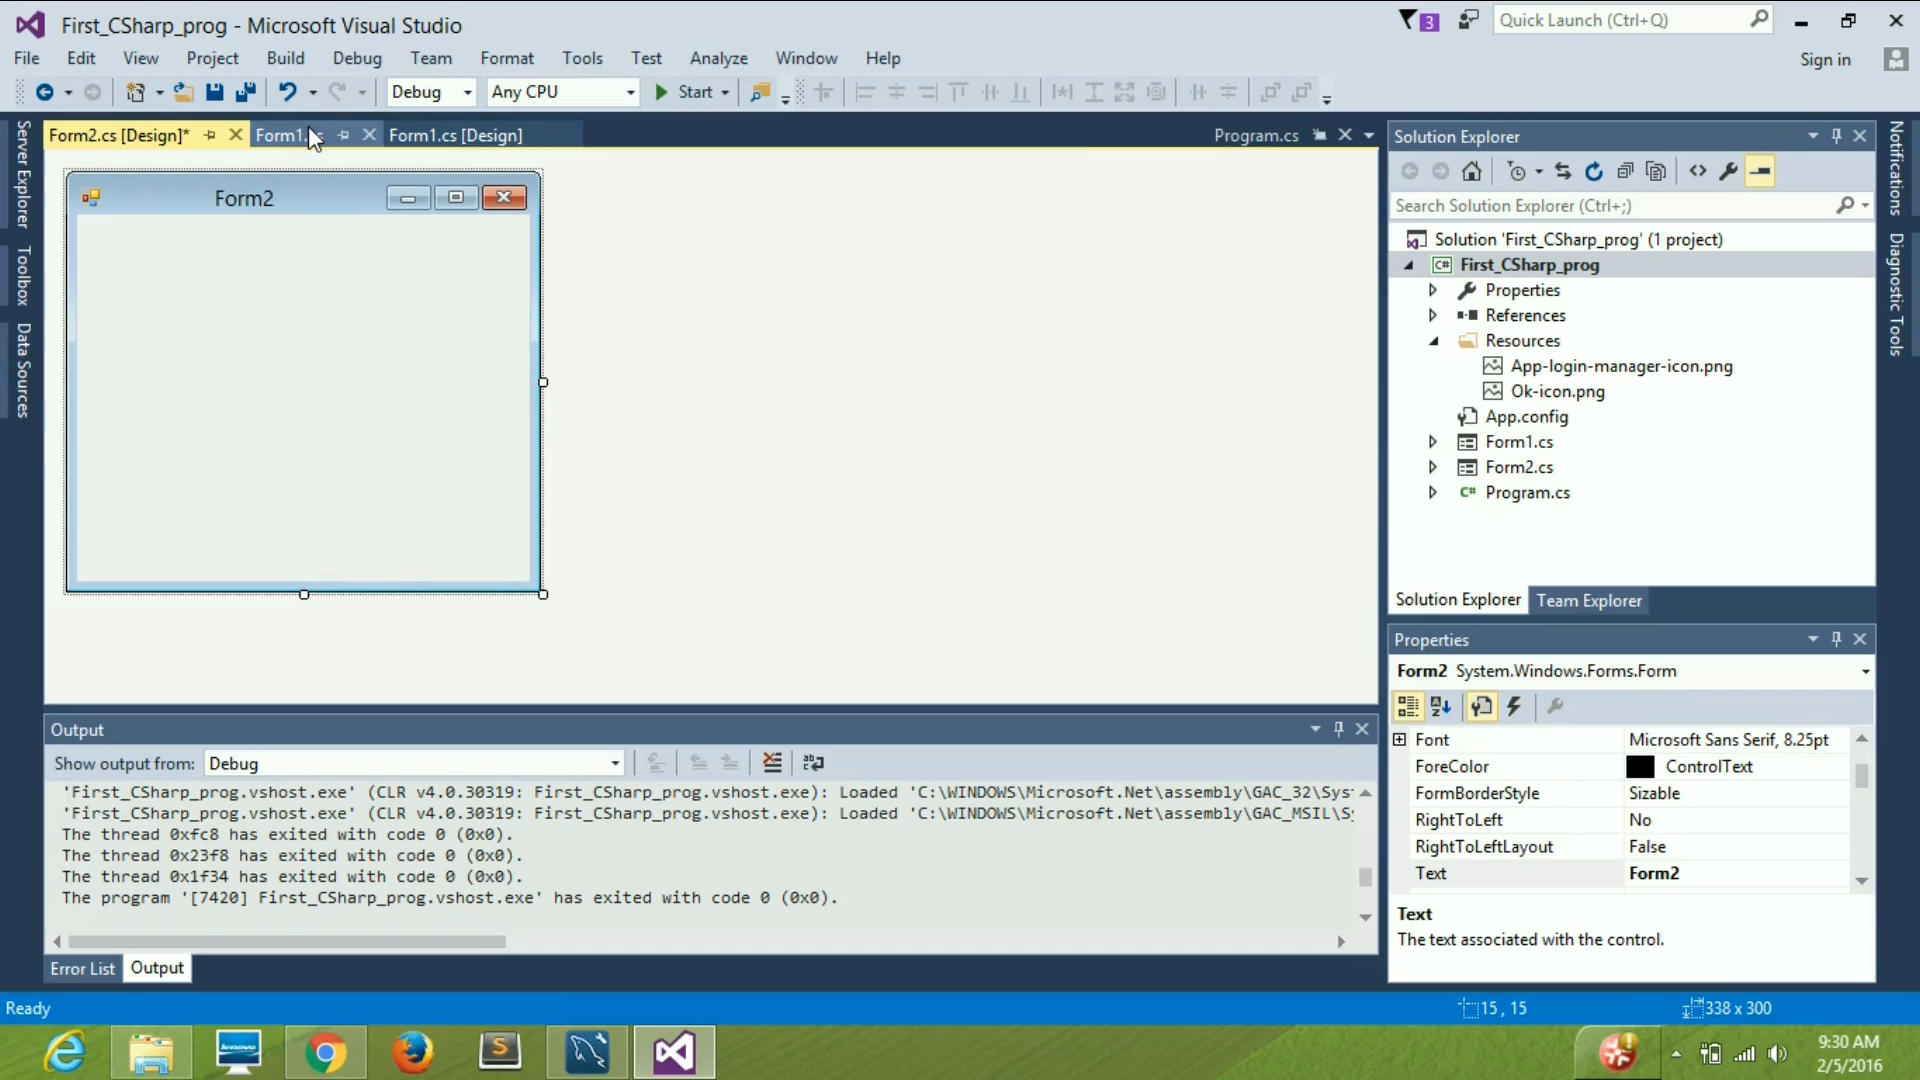 First_CSharp_prog - Microsoft Visual Studio
3
Quick Launch (Ctrl+Q)
File Edit View Project Build Debug Team Format Tools Test Analyze Window Help
Sign in
Debug
Any CPU
Start
Form2.cs [Design]*
Form1.
Form1.cs [Design]
Program.cs
Server Explorer
Toolbox
Data Sources
Form2
Solution Explorer
Search Solution Explorer (Ctrl+;)
Solution 'First_CSharp_prog' (1 project)
C# First_CSharp_prog
Properties
References
Resources
App-login-manager-icon.png
Ok-icon.png
App.config
Form1.cs
Form2.cs
C# Program.cs
Solution Explorer
Team Explorer
Notifications
Diagnostic Tools
Properties
Form2 System.Windows.Forms.Form
Font Microsoft Sans Serif, 8.25pt
ForeColor ControlText
FormBorderStyle Sizable
RightToLeft No
RightToLeftLayout False
Text Form2
Text
The text associated with the control.
Output
Show output from: Debug
'First_CSharp_prog.vshost.exe' (CLR v4.0.30319: First_CSharp_prog.vshost.exe): Loaded 'C:\WINDOWS\Microsoft.Net\assembly\GAC_32\Sys
'First_CSharp_prog.vshost.exe' (CLR v4.0.30319: First_CSharp_prog.vshost.exe): Loaded 'C:\WINDOWS\Microsoft.Net\assembly\GAC_MSIL\S
The thread 0xfc8 has exited with code 0 (0x0).
The thread 0x23f8 has exited with code 0 (0x0).
The thread 0x1f34 has exited with code 0 (0x0).
The program '[7420] First_CSharp_prog.vshost.exe' has exited with code 0 (0x0).
Error List
Output
Ready
15 , 15
338 x 300
lenovo
S
9:30 AM
2/5/2016